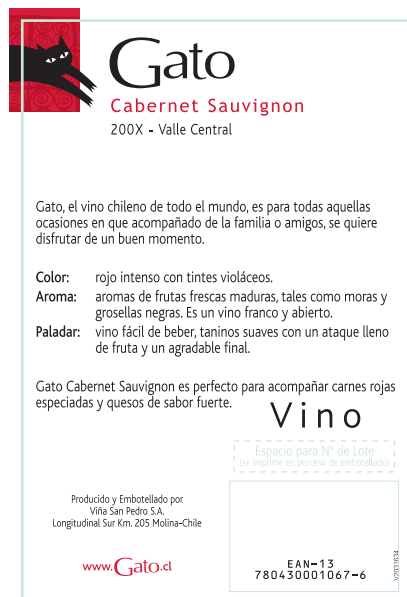 Gato
Cabernet Sauvignon
200X - Valle Central
Gato, el vino chileno de todo el mundo, es para todas aquellas
ocasiones en que acompañado de la familia o amigos, se quiere
disfrutar de un buen momento.
Color: rojo intenso con tintes violáceos.
Aroma: aromas de frutas frescas maduras, tales como moras y
grosellas negras. Es un vino franco y abierto.
Paladar: vino fácil de beber, taninos suaves con un ataque lleno
de fruta y un agradable final.
Gato Cabernet Sauvignon es perfecto para acompañar carnes rojas
especiadas y quesos de sabor fuerte.
Vino
Espacio para Nº de Lote
(se imprime en proceso de embotellado)
Producido y Embotellado por
Viña San Pedro S.A.
Longitudinal Sur Km. 205 Molina-Chile
www.Gato.cl
EAN-13
780430001067-6
V2031634